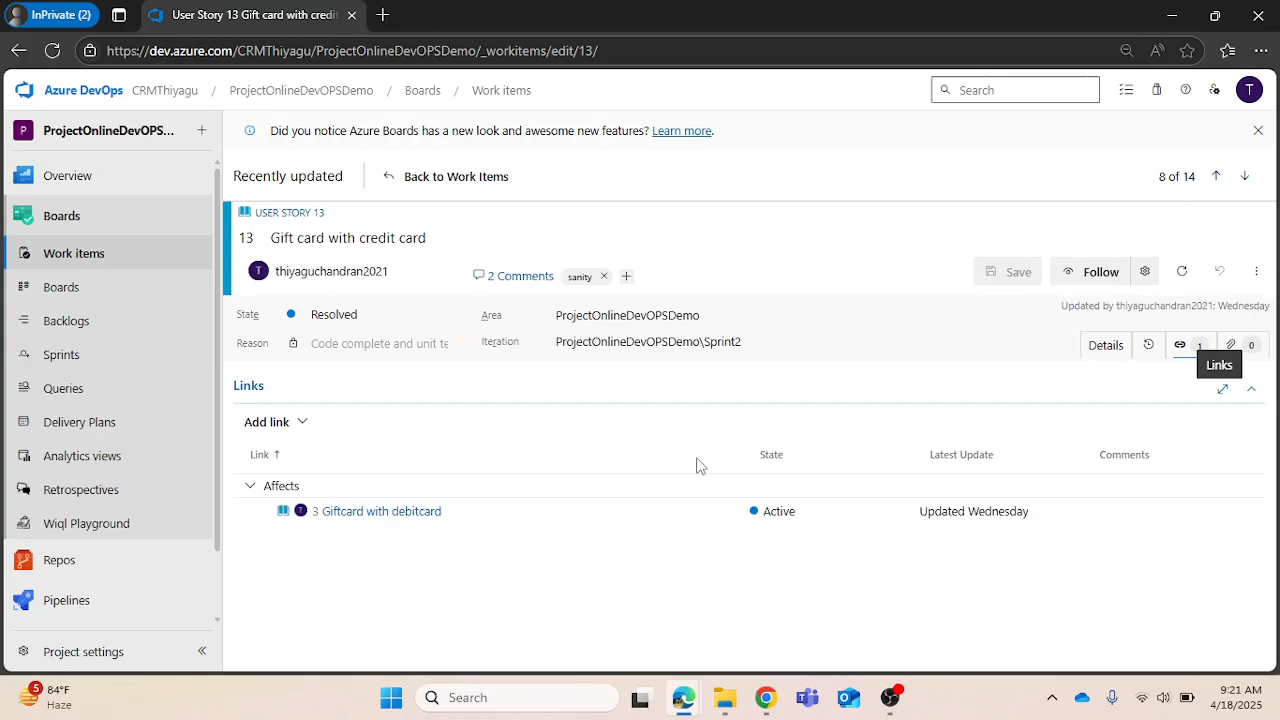 InPrivate (2)
User Story 13 Gift card with credit
https://dev.azure.com/CRMThiyagu/ProjectOnlineDevOPSDemo/_workitems/edit/13/
Azure DevOps CRMThiyagu / ProjectOnlineDevOPSDemo / Boards / Work items
Search
T
P ProjectOnlineDevOPS... +
Did you notice Azure Boards has a new look and awesome new features? Learn more.
Overview
Recently updated
Back to Work Items
8 of 14
Boards
USER STORY 13
13 Gift card with credit card
Work items
T thiyaguchandran2021
2 Comments
sanity
Save
Follow
Boards
Updated by thiyaguchandran2021: Wednesday
State Resolved
Area ProjectOnlineDevOPSDemo
Backlogs
Reason Code complete and unit te
Iteration ProjectOnlineDevOPSDemo\Sprint2
Details
1
0
Links
Sprints
Links
Queries
Add link
Delivery Plans
Link ↑ State Latest Update Comments
Analytics views
Affects
Retrospectives
T 3 Giftcard with debitcard Active Updated Wednesday
Wiql Playground
Repos
Pipelines
Project settings
5
84°F
Haze
Search
9:21 AM
4/18/2025